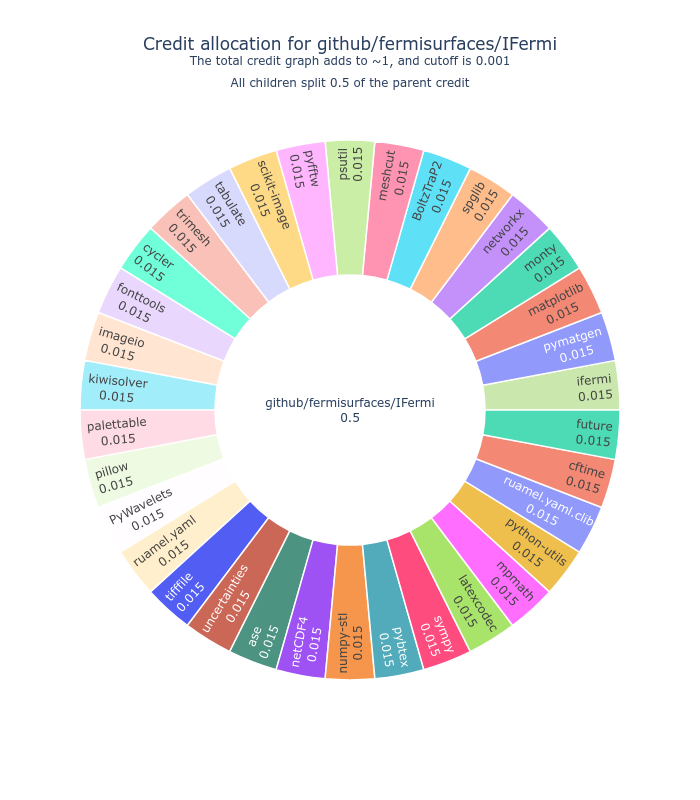 Credit allocation for github/fermisurfaces/IFermi
The total credit graph adds to ~1, and cutoff is 0.001
All children split 0.5 of the parent credit
psutil
0.015
meshcut
0.015
BoltzTraP2
0.015
spglib
0.015
networkx
0.015
monty
0.015
matplotlib
0.015
pymatgen
0.015
ifermi
0.015
future
0.015
cftime
0.015
ruamel.yaml.clib
0.015
python-utils
0.015
mpmath
0.015
latexcodec
0.015
sympy
0.015
pybtex
0.015
numpy-stl
0.015
netCDF4
0.015
ase
0.015
uncertainties
0.015
tifffile
0.015
ruamel.yaml
0.015
PyWavelets
0.015
pillow
0.015
palettable
0.015
kiwisolver
0.015
imageio
0.015
fonttools
0.015
cycler
0.015
trimesh
0.015
tabulate
0.015
scikit-image
0.015
pyfftw
0.015
github/fermisurfaces/IFermi
0.5